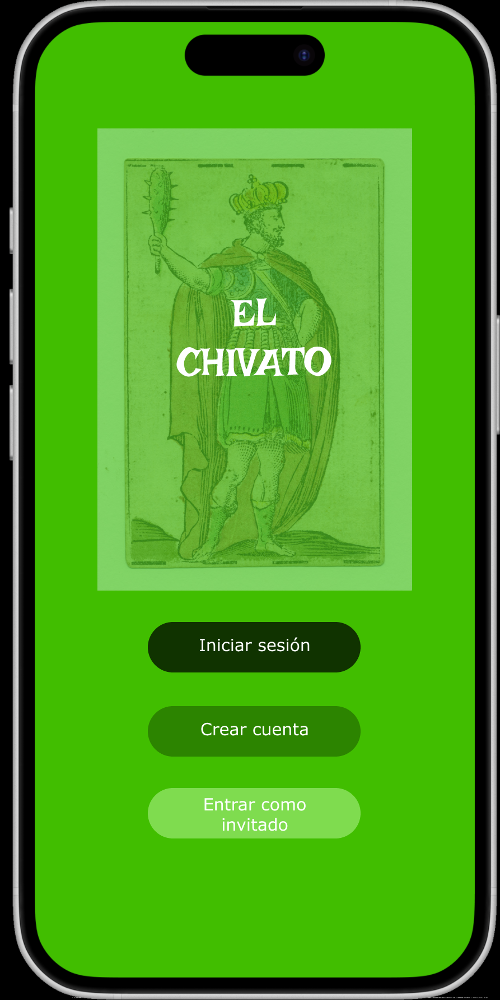 EL
CHIVATO
Iniciar sesión
Crear cuenta
Entrar como
invitado